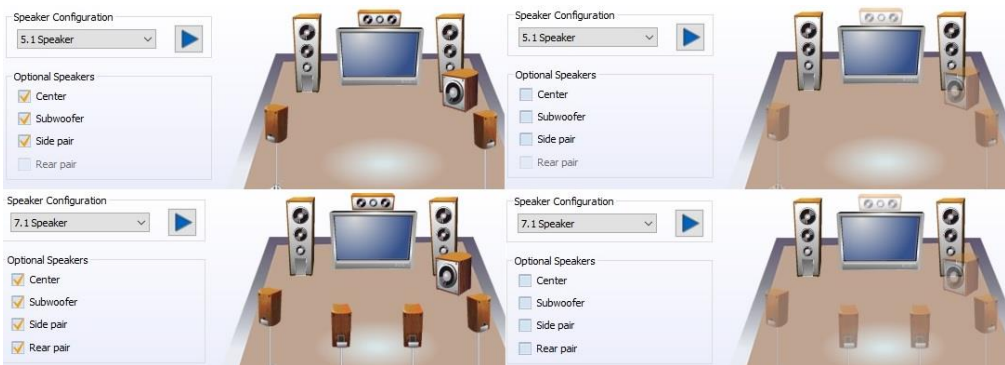 Speaker Configuration
5.1 Speaker
Optional Speakers
Center
Subwoofer
Side pair
Rear pair
Speaker Configuration
5.1 Speaker
Optional Speakers
Center
Subwoofer
Side pair
Rear pair
Speaker Configuration
7.1 Speaker
Optional Speakers
Center
Subwoofer
Side pair
Rear pair
Speaker Configuration
7.1 Speaker
Optional Speakers
Center
Subwoofer
Side pair
Rear pair